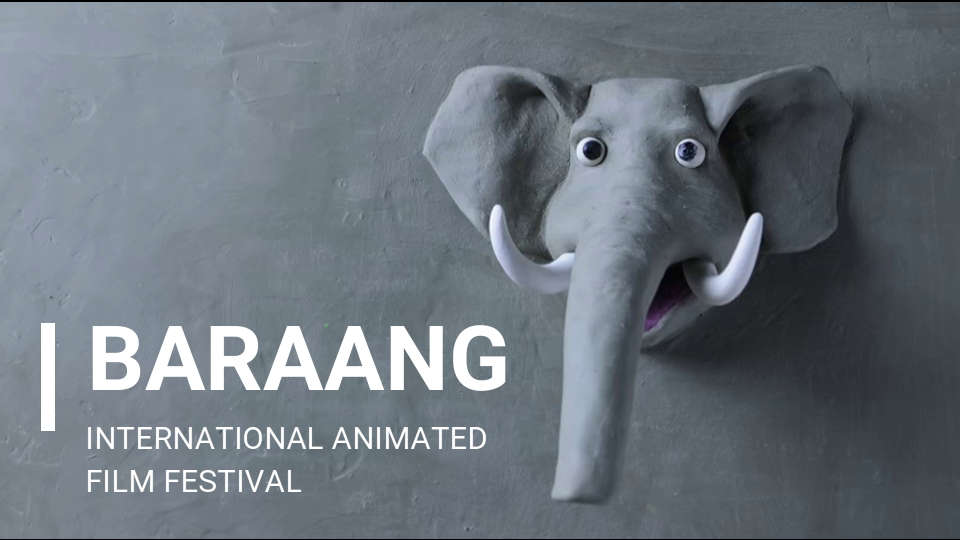 BARAANG
INTERNATIONAL ANIMATED
FILM FESTIVAL